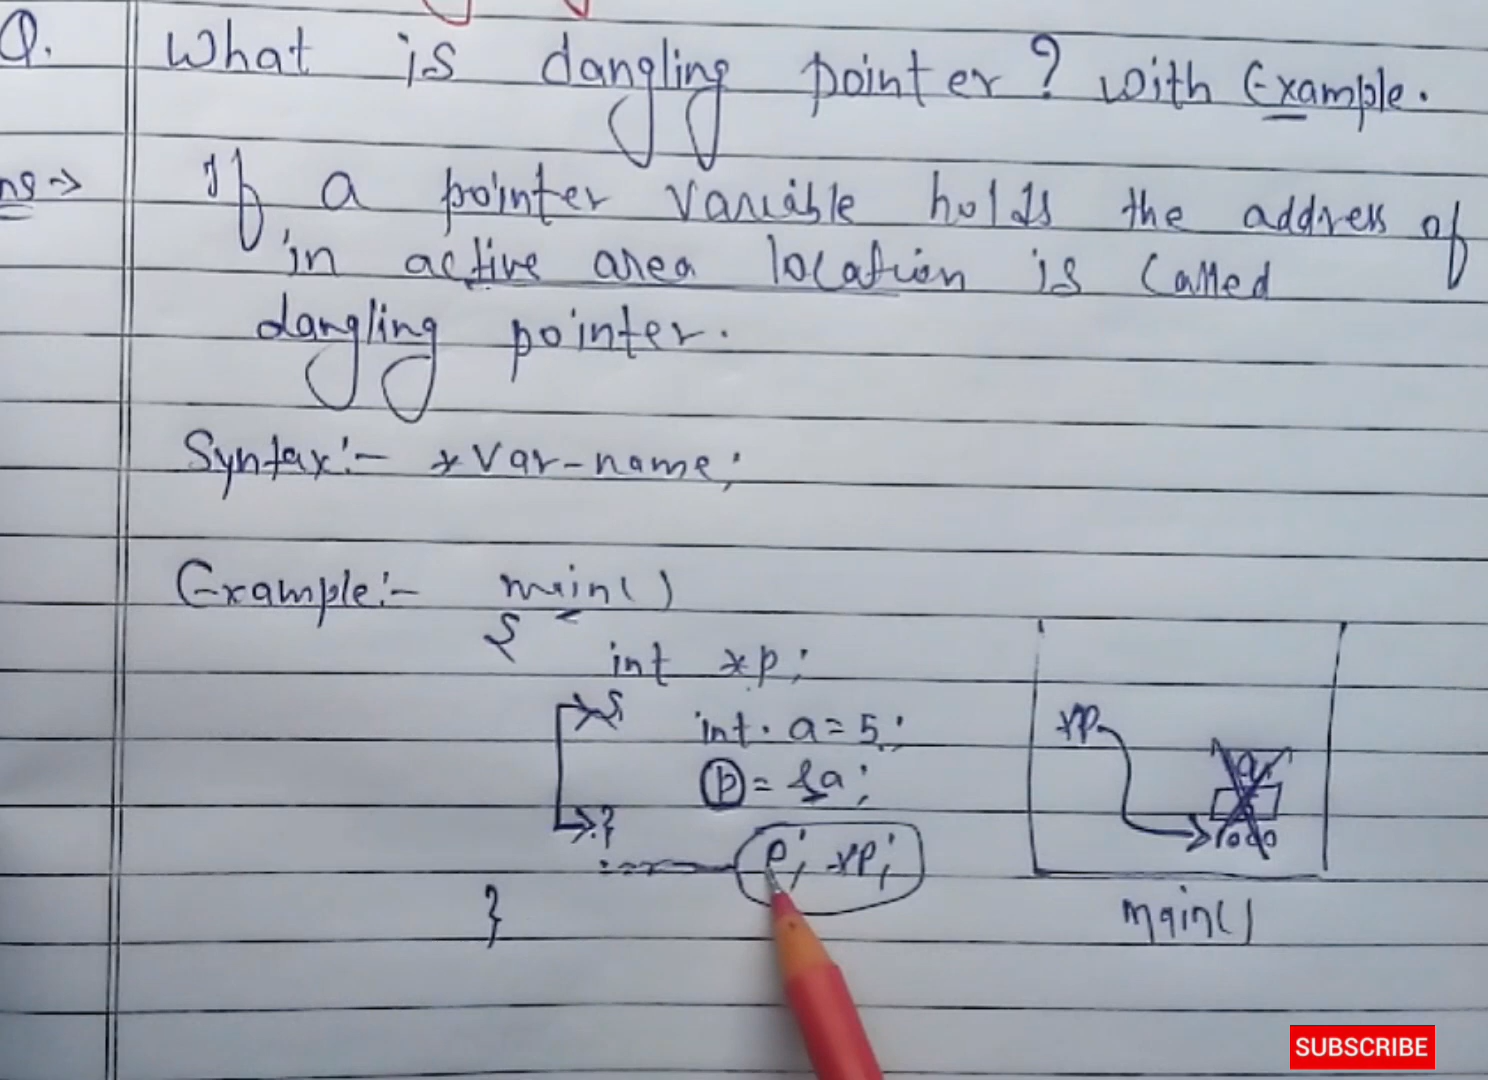 Q. What is dangling pointer? with Example.
ns→ If a pointer variable holds the address of
in active area location is called
dangling pointer.
Syntax:- *var-name;
Example:- main()
{
int *p;
{
int a=5;
p = &a;
}
p; *p;
}
*p
a
1000
main()
SUBSCRIBE